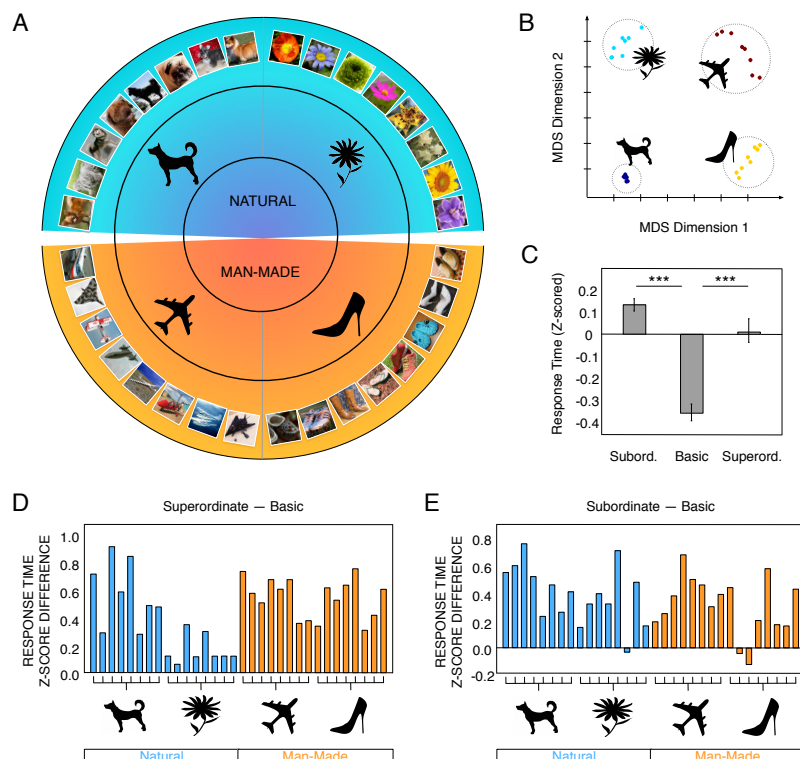 A
NATURAL
MAN-MADE
B
MDS Dimension 2
MDS Dimension 1
C
Response Time (Z-scored)
0.2
0.1
0
-0.1
-0.2
-0.3
-0.4
***
***
Subord.
Basic
Superord.
D
Superordinate — Basic
RESPONSE TIME
Z-SCORE DIFFERENCE
1.0
0.8
0.6
0.4
0.2
0.0
Natural
Man-Made
E
Subordinate — Basic
RESPONSE TIME
Z-SCORE DIFFERENCE
0.8
0.6
0.4
0.2
0.0
-0.2
Natural
Man-Made